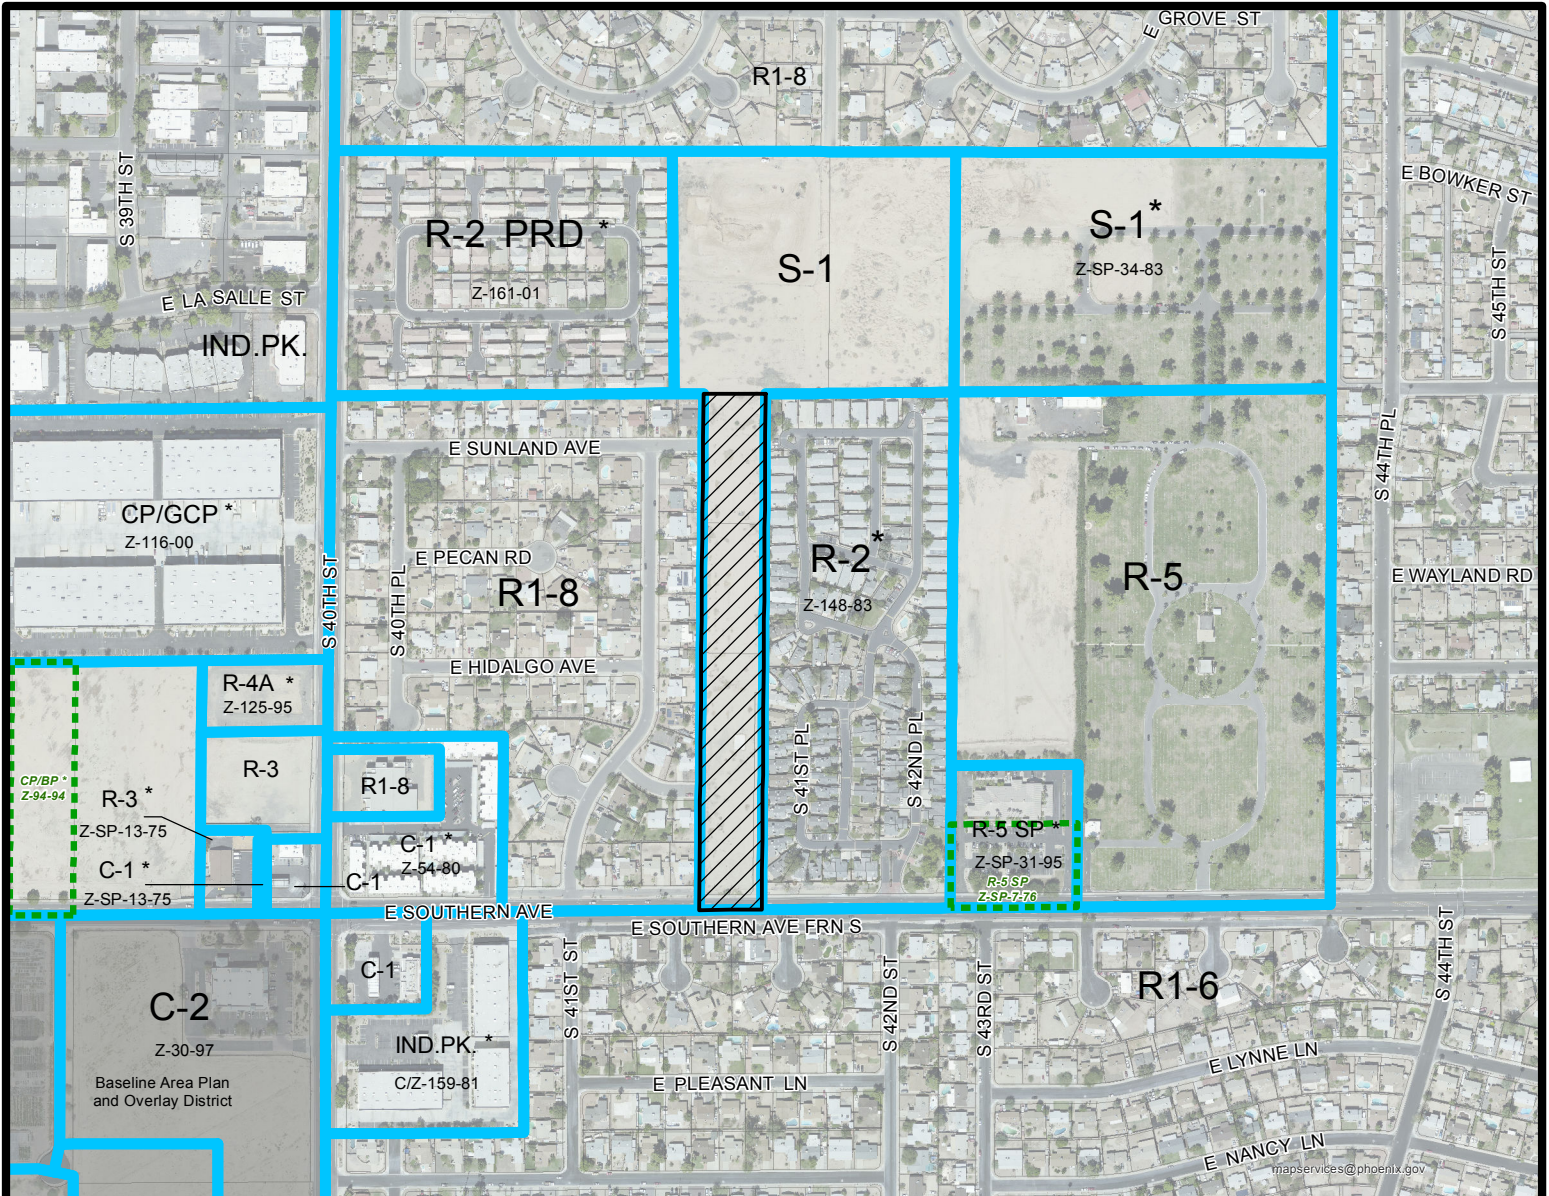 E GROVE ST
R1-8
S 39TH ST
E BOWKER ST
R-2 PRD *
Z-161-01
S-1
S-1 *
Z-SP-34-83
S 45TH ST
E LA SALLE ST
IND.PK.
E SUNLAND AVE
S 44TH PL
CP/GCP *
Z-116-00
E PECAN RD
R1-8
S 40TH ST
S 40TH PL
R-2 *
Z-148-83
R-5
E WAYLAND RD
E HIDALGO AVE
R-4A *
Z-125-95
R-3
CP/BP *
Z-94-94
R-3 *
Z-SP-13-75
R1-8
S 41ST PL
S 42ND PL
C-1 *
Z-SP-13-75
C-1
C-1 *
Z-54-80
R-5 SP *
Z-SP-31-95
R-5 SP
Z-SP-7-76
E SOUTHERN AVE
E SOUTHERN AVE FRN S
C-2
Z-30-97
Baseline Area Plan
and Overlay District
C-1
IND.PK. *
C/Z-159-81
S 41ST ST
S 42ND ST
S 43RD ST
R1-6
S 44TH ST
E PLEASANT LN
E LYNNE LN
E NANCY LN
mapservices@phoenix.gov